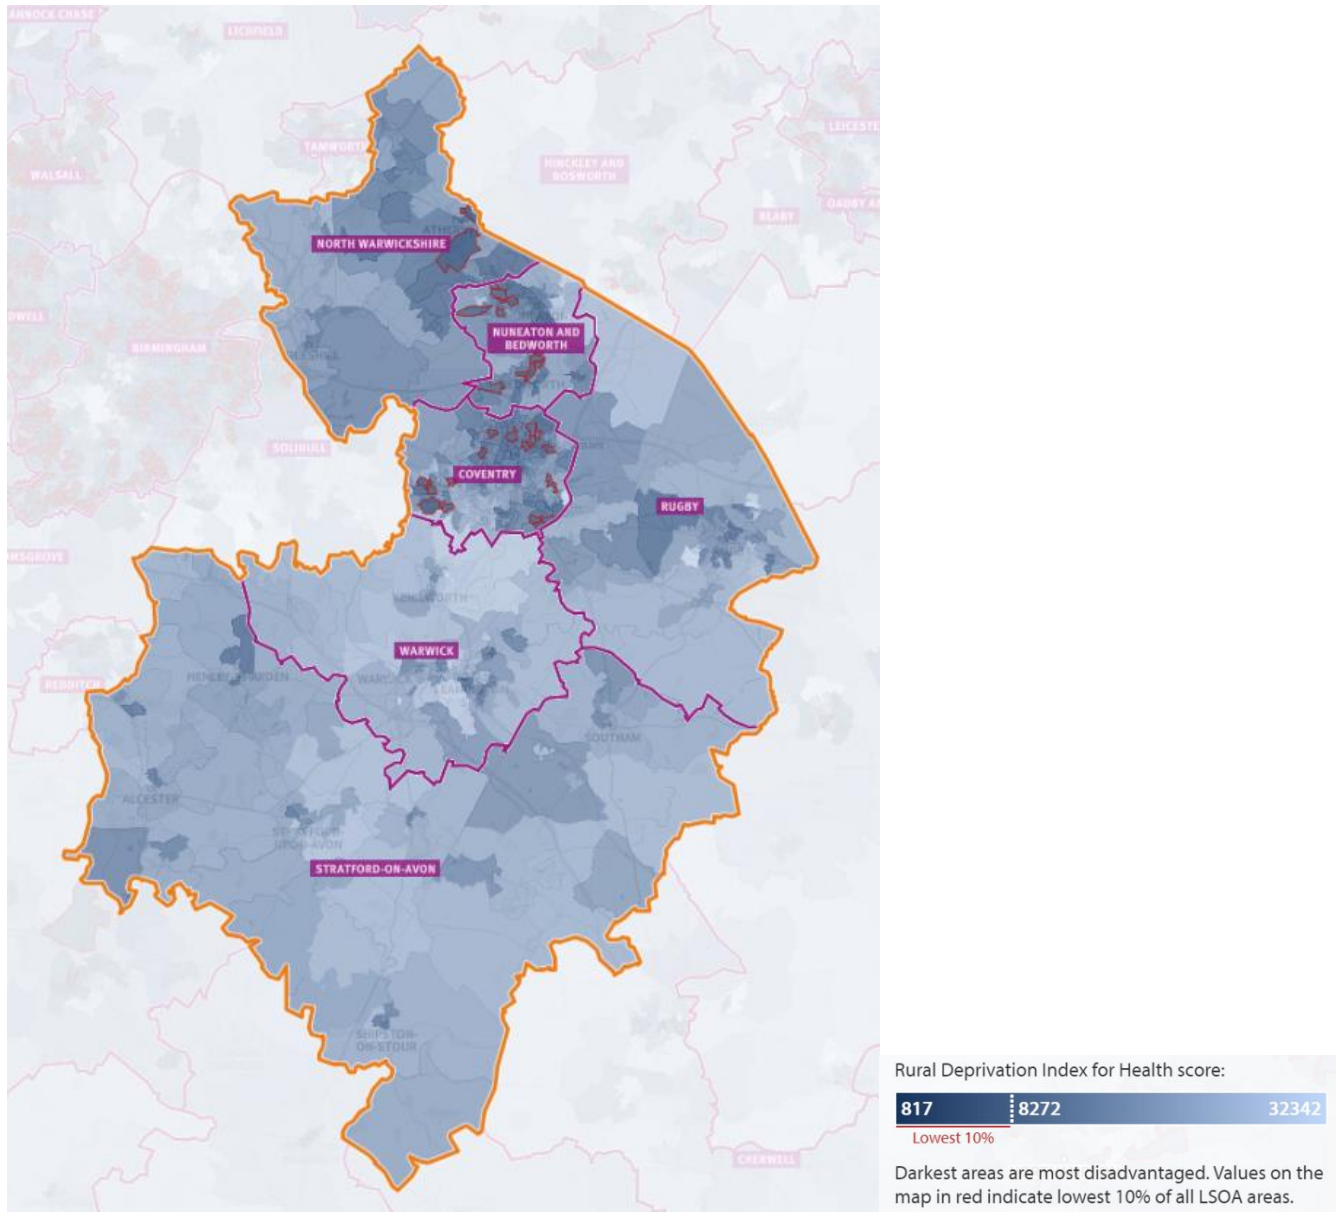 LICHFIELD
TAMWORTH
LEICESTE
WALSALL
HINCKLEY AND
BOSWORTH
OADBY A
BLABY
NORTH WARWICKSHIRE
DWELL
BIRMINGHAM
NUNEATON AND
BEDWORTH
SOLIHULL
COVENTRY
RUGBY
WARWICK
REDDITCH
SOUTHAM
ALCESTER
STRATFORD-ON-AVON
SHIPSTON-
ON-STOUR
CHERWELL
Rural Deprivation Index for Health score:
817 8272 32342
Lowest 10%
Darkest areas are most disadvantaged. Values on the
map in red indicate lowest 10% of all LSOA areas.